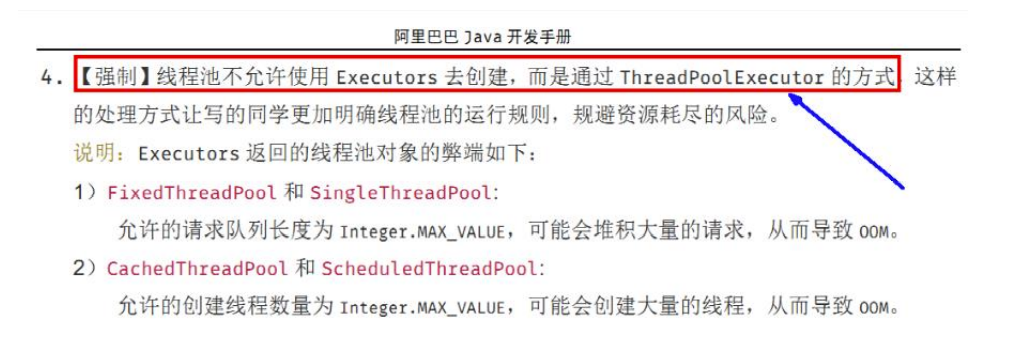 阿里巴巴 Java 开发手册
4. 【强制】线程池不允许使用 Executors 去创建，而是通过 ThreadPoolExecutor 的方式，这样
的处理方式让写的同学更加明确线程池的运行规则，规避资源耗尽的风险。
说明：Executors 返回的线程池对象的弊端如下：
1）FixedThreadPool 和 SingleThreadPool:
允许的请求队列长度为 Integer.MAX_VALUE，可能会堆积大量的请求，从而导致 OOM。
2）CachedThreadPool 和 ScheduledThreadPool:
允许的创建线程数量为 Integer.MAX_VALUE，可能会创建大量的线程，从而导致 OOM。